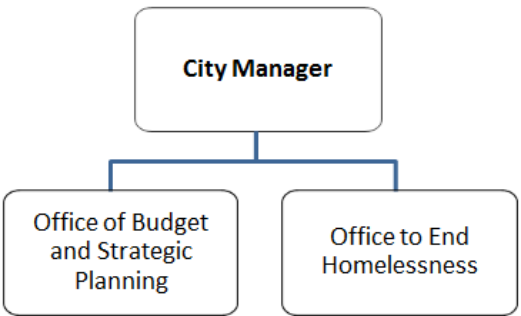 City Manager
Office of Budget
and Strategic
Planning
Office to End
Homelessness